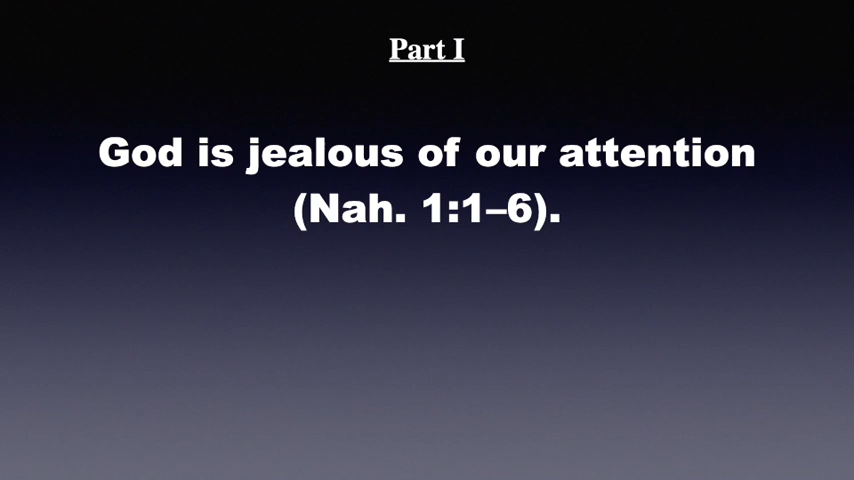 Part I
God is jealous of our attention
(Nah. 1:1–6).